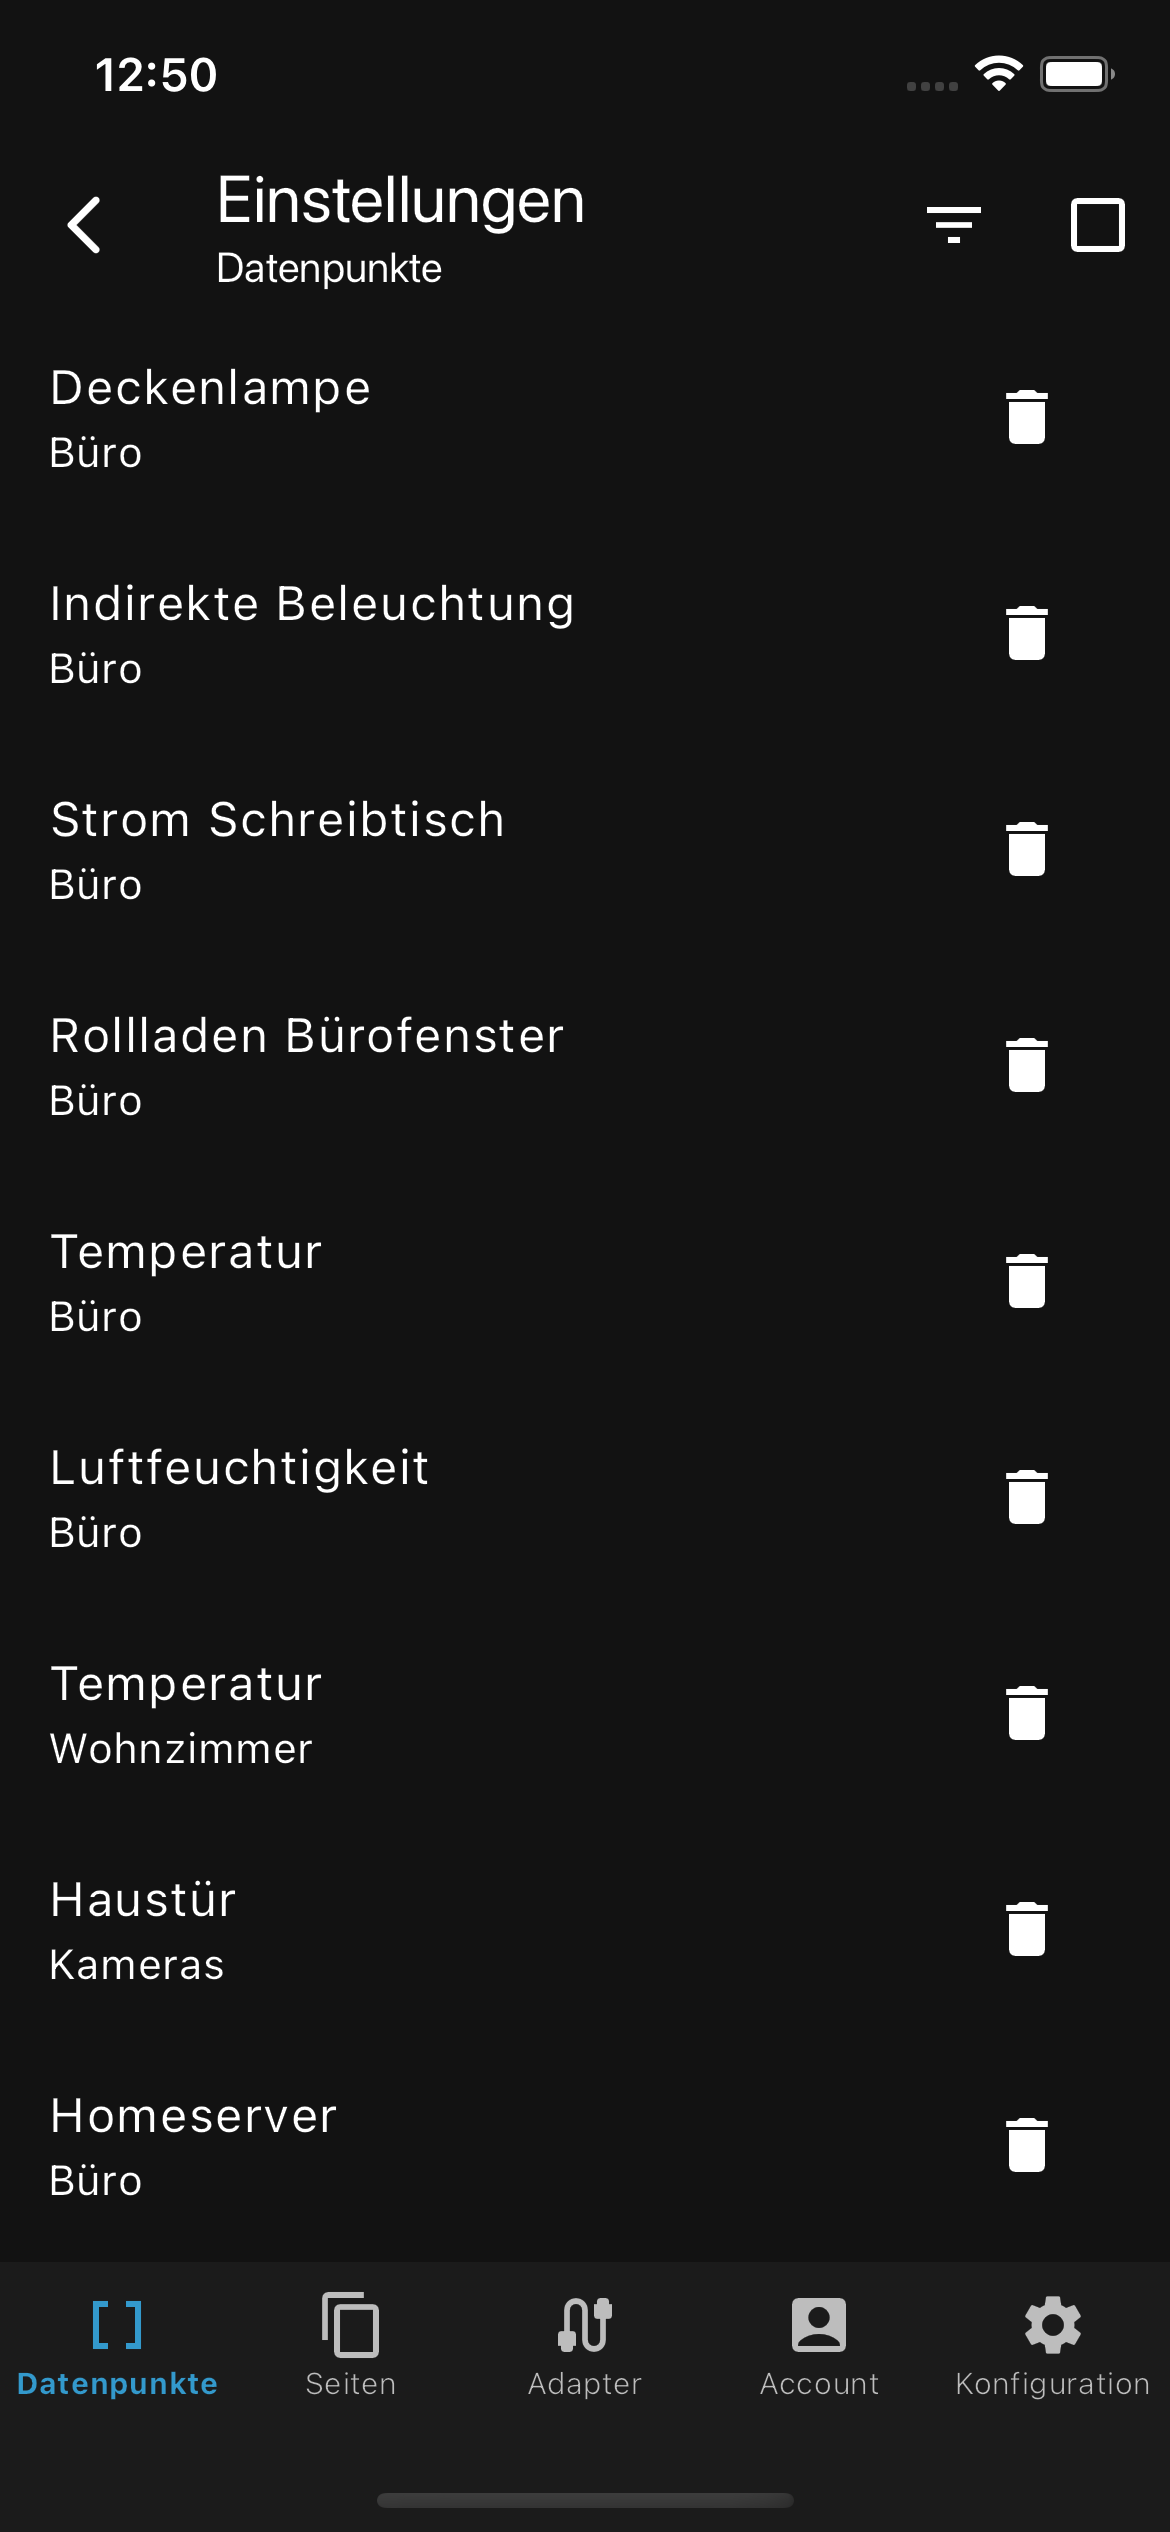 12:50
Einstellungen
Datenpunkte
Deckenlampe
Büro
Indirekte Beleuchtung
Büro
Strom Schreibtisch
Büro
Rollladen Bürofenster
Büro
Temperatur
Büro
Luftfeuchtigkeit
Büro
Temperatur
Wohnzimmer
Haustür
Kameras
Homeserver
Büro
Datenpunkte Seiten Adapter Account Konfiguration